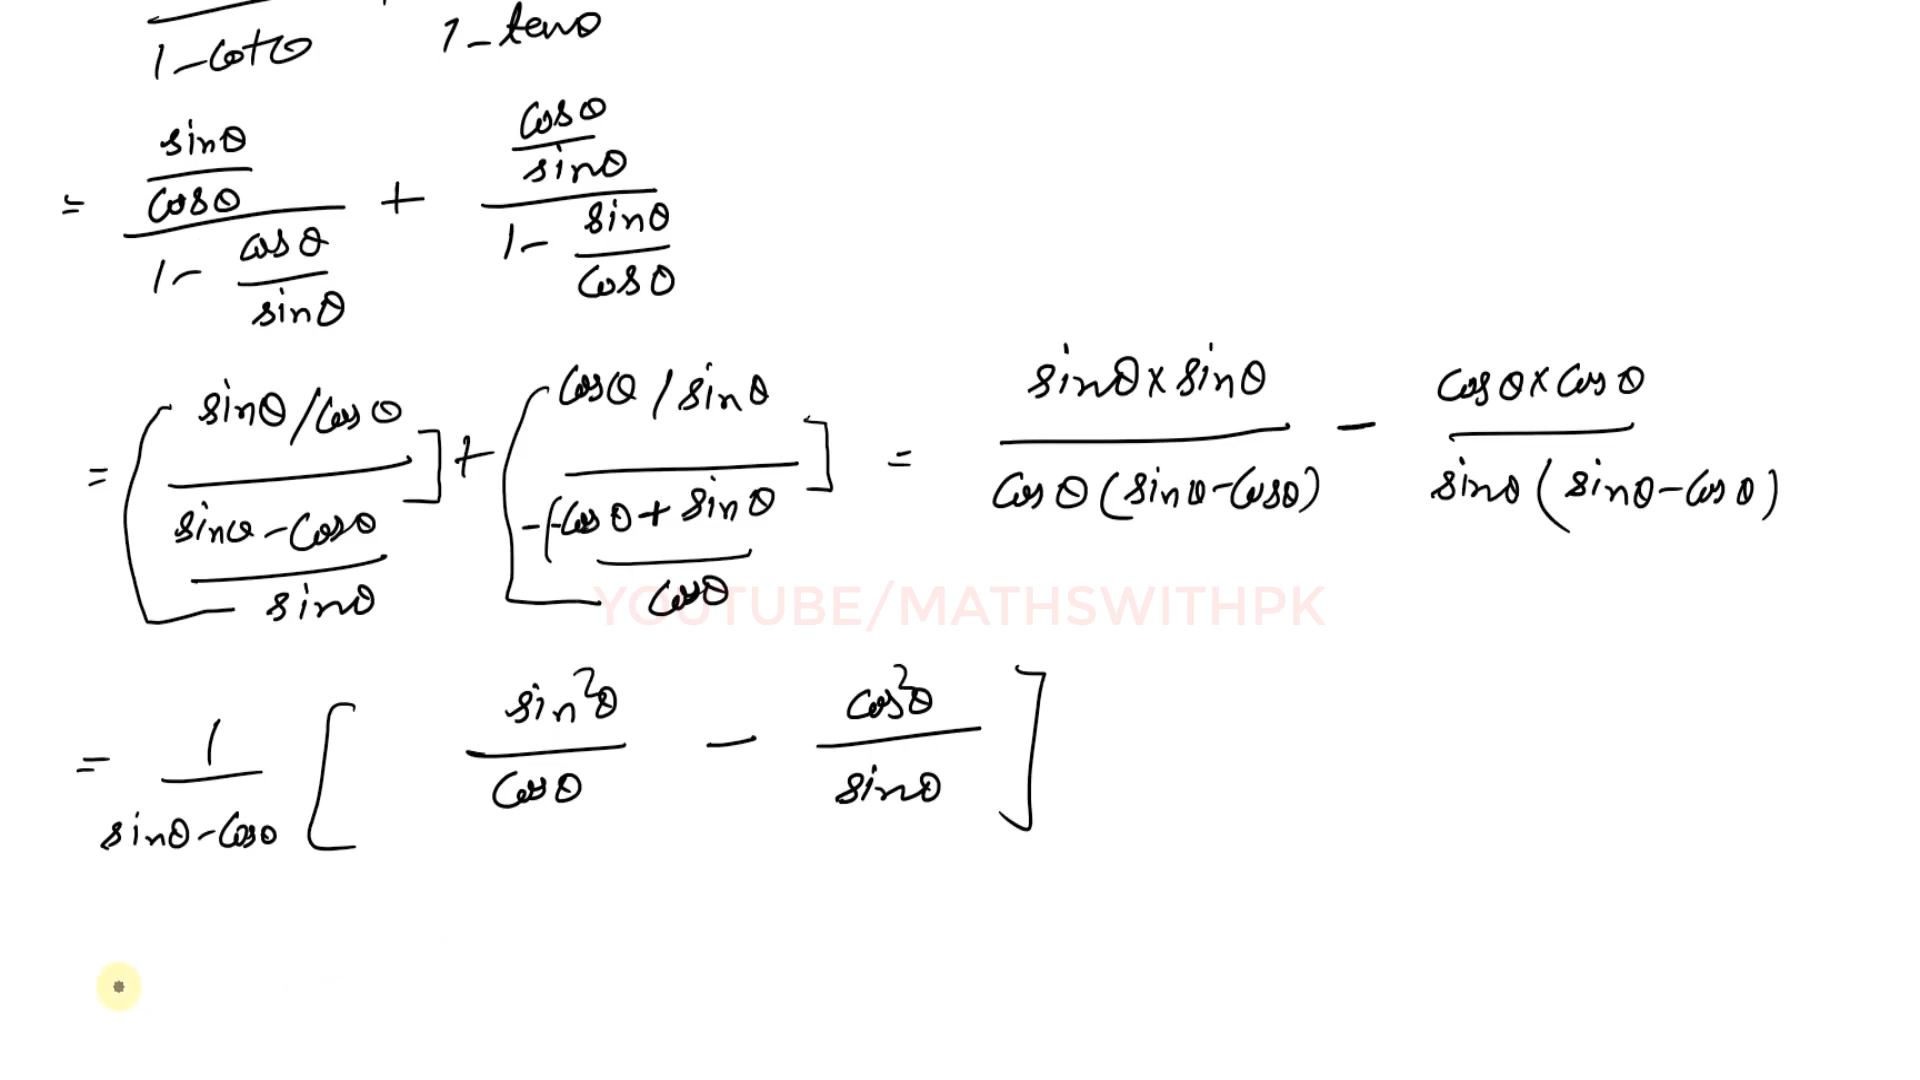 1-cotθ   1-tanθ
= (sinθ/cosθ)/(1 - cosθ/sinθ) + (cosθ/sinθ)/(1 - sinθ/cosθ)
= [(sinθ/cosθ)/((sinθ-cosθ)/sinθ)] + [(cosθ/sinθ)/(-(-cosθ+sinθ)/cosθ)] = (sinθ×sinθ)/(cosθ(sinθ-cosθ)) - (cosθ×cosθ)/(sinθ(sinθ-cosθ))
YOUTUBE/MATHSWITHPK
= 1/(sinθ-cosθ) [sin²θ/cosθ - cos²θ/sinθ]